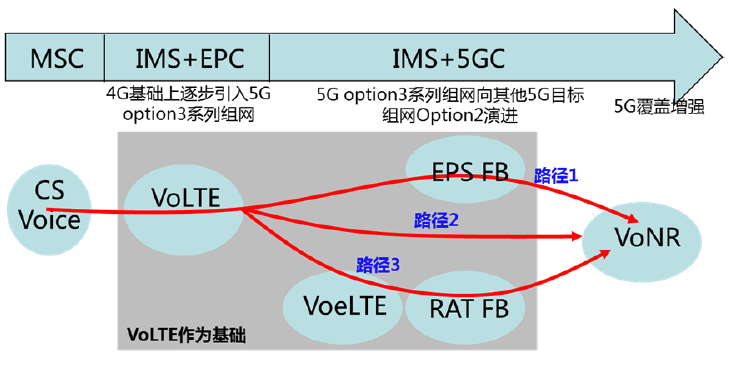 MSC
IMS+EPC
IMS+5GC
4G基础上逐步引入5G
option3系列组网
5G option3系列组网向其他5G目标
组网Option2演进
5G覆盖增强
CS
Voice
VoLTE
EPS FB
路径1
路径2
VoNR
路径3
VoeLTE
RAT FB
VoLTE作为基础